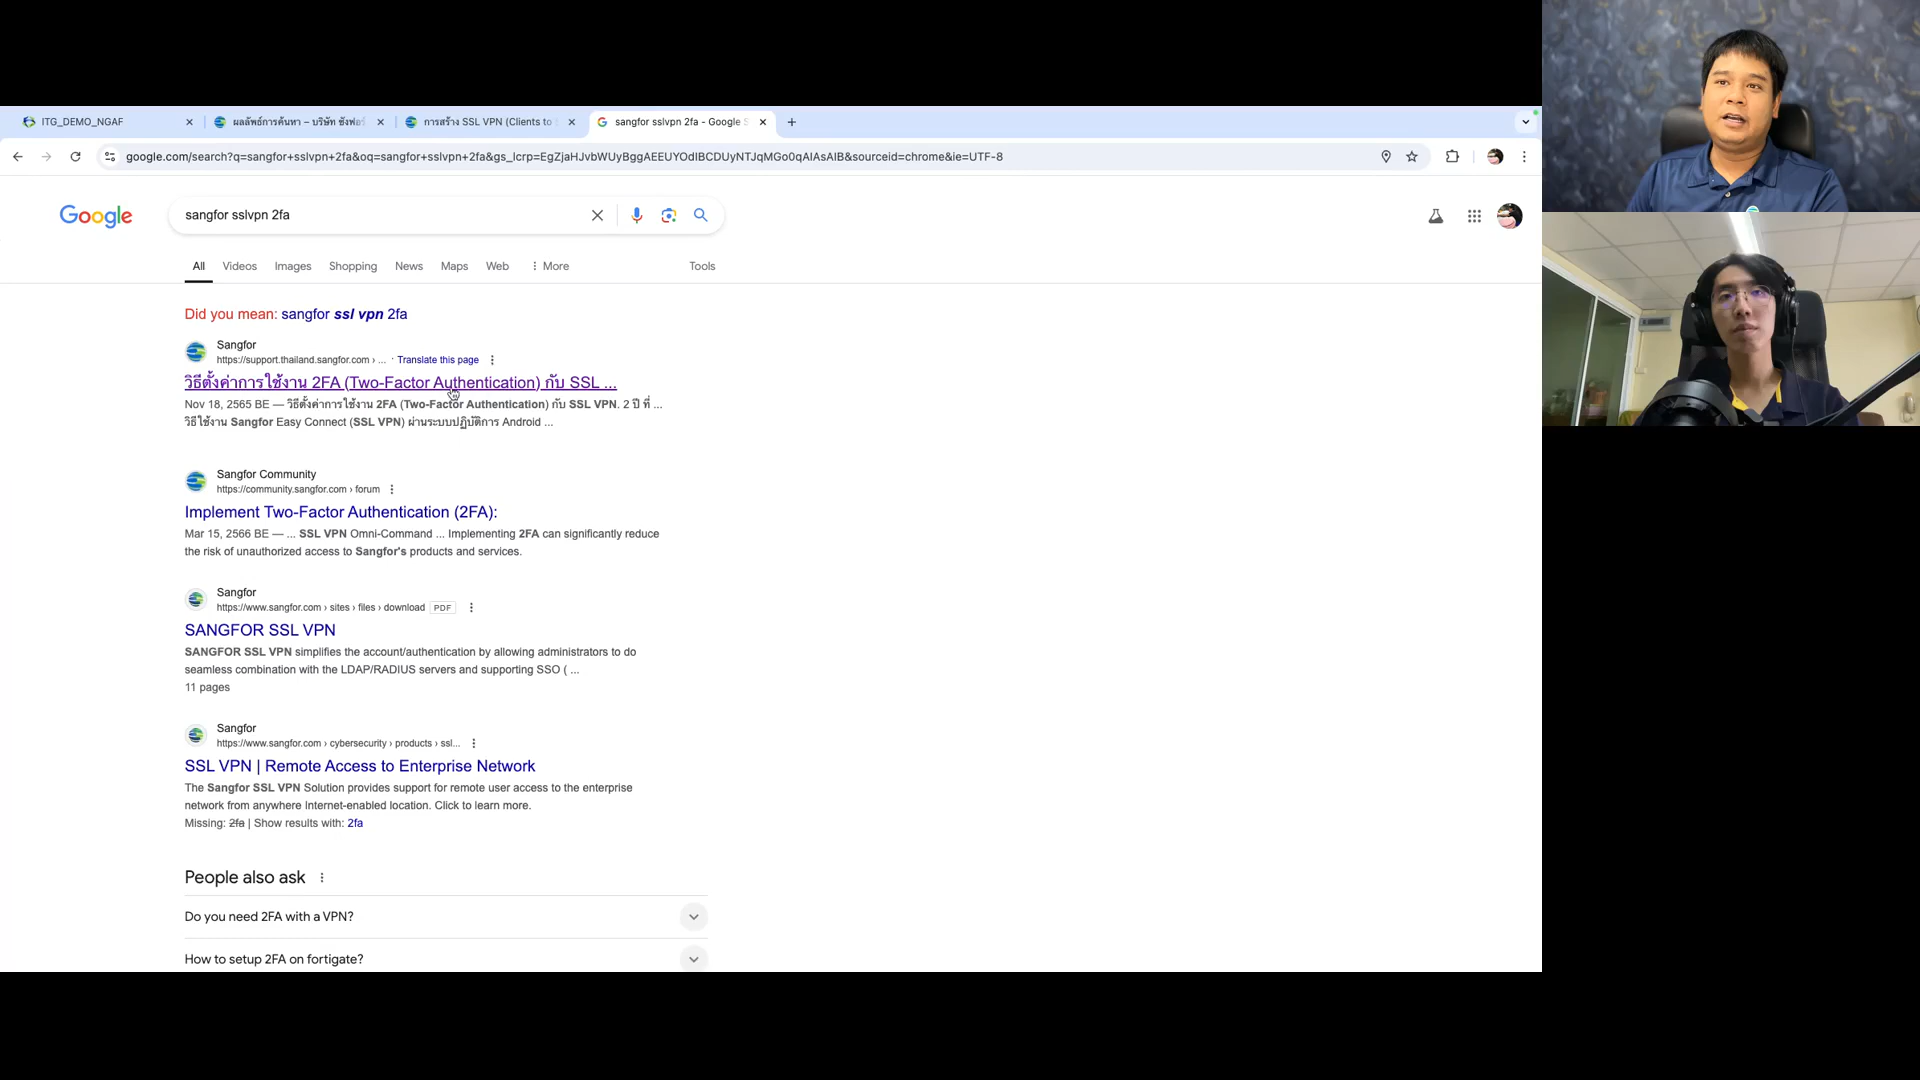 ITG_DEMO_NGAF
ผลลัพธ์การค้นหา – บริษัท ซังฟอร์
การสร้าง SSL VPN (Clients to S
sangfor sslvpn 2fa - Google S
google.com/search?q=sangfor+sslvpn+2fa&oq=sangfor+sslvpn+2fa&gs_lcrp=EgZjaHJvbWUyBggAEEUYOdIBCDUyNTJqMGo0qAIAsAIB&sourceid=chrome&ie=UTF-8
Google
sangfor sslvpn 2fa
All Videos Images Shopping News Maps Web More Tools
Did you mean: sangfor ssl vpn 2fa
Sangfor
https://support.thailand.sangfor.com › ... · Translate this page
วิธีตั้งค่าการใช้งาน 2FA (Two-Factor Authentication) กับ SSL ...
Nov 18, 2565 BE — วิธีตั้งค่าการใช้งาน 2FA (Two-Factor Authentication) กับ SSL VPN. 2 ปี ที่ ...
วิธีใช้งาน Sangfor Easy Connect (SSL VPN) ผ่านระบบปฏิบัติการ Android ...
Sangfor Community
https://community.sangfor.com › forum
Implement Two-Factor Authentication (2FA):
Mar 15, 2566 BE — ... SSL VPN Omni-Command ... Implementing 2FA can significantly reduce
the risk of unauthorized access to Sangfor's products and services.
Sangfor
https://www.sangfor.com › sites › files › download PDF
SANGFOR SSL VPN
SANGFOR SSL VPN simplifies the account/authentication by allowing administrators to do
seamless combination with the LDAP/RADIUS servers and supporting SSO ( ...
11 pages
Sangfor
https://www.sangfor.com › cybersecurity › products › ssl...
SSL VPN | Remote Access to Enterprise Network
The Sangfor SSL VPN Solution provides support for remote user access to the enterprise
network from anywhere Internet-enabled location. Click to learn more.
Missing: 2fa | Show results with: 2fa
People also ask
Do you need 2FA with a VPN?
How to setup 2FA on fortigate?